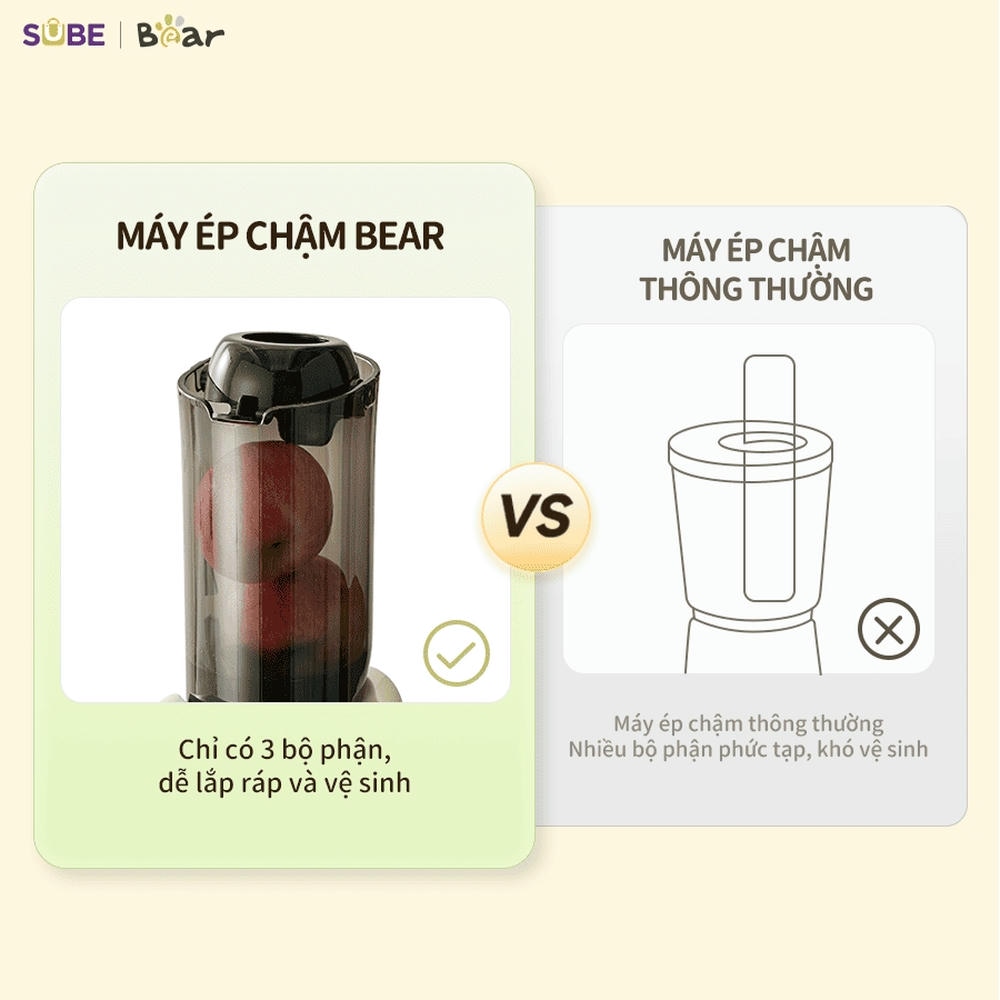 SUBE | Bear
MÁY ÉP CHẬM BEAR
Chỉ có 3 bộ phận,
dễ lắp ráp và vệ sinh
VS
MÁY ÉP CHẬM
THÔNG THƯỜNG
Máy ép chậm thông thường
Nhiều bộ phận phức tạp, khó vệ sinh